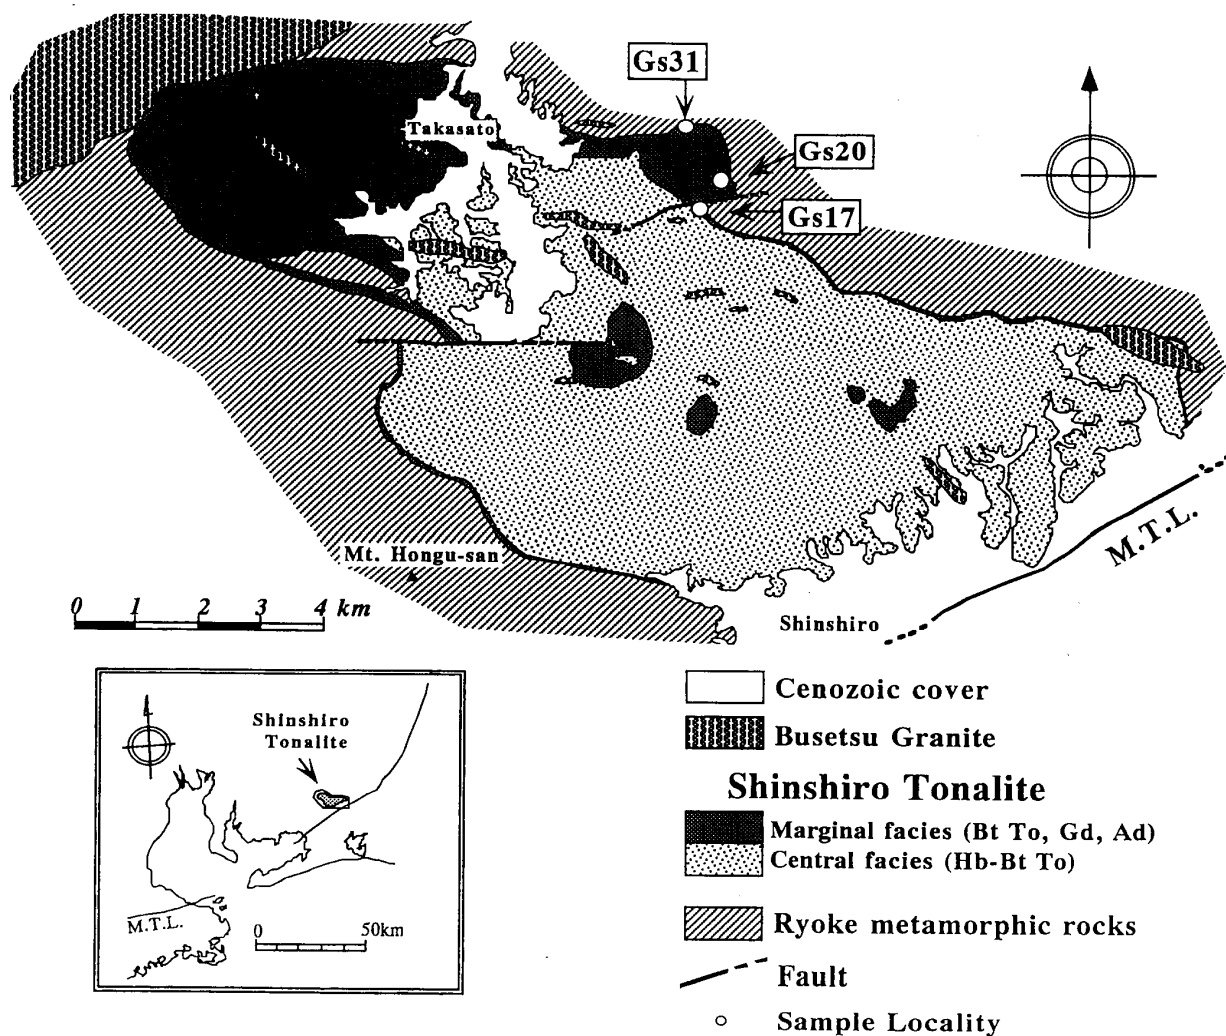 Gs31
Takasato
Gs20
Gs17
Mt. Hongu-san
M.T.L.
Shinshiro
0 1 2 3 4 km
Shinshiro
Tonalite
M.T.L.
0 50km
Cenozoic cover
Busetsu Granite
Shinshiro Tonalite
Marginal facies (Bt To, Gd, Ad)
Central facies (Hb-Bt To)
Ryoke metamorphic rocks
Fault
Sample Locality